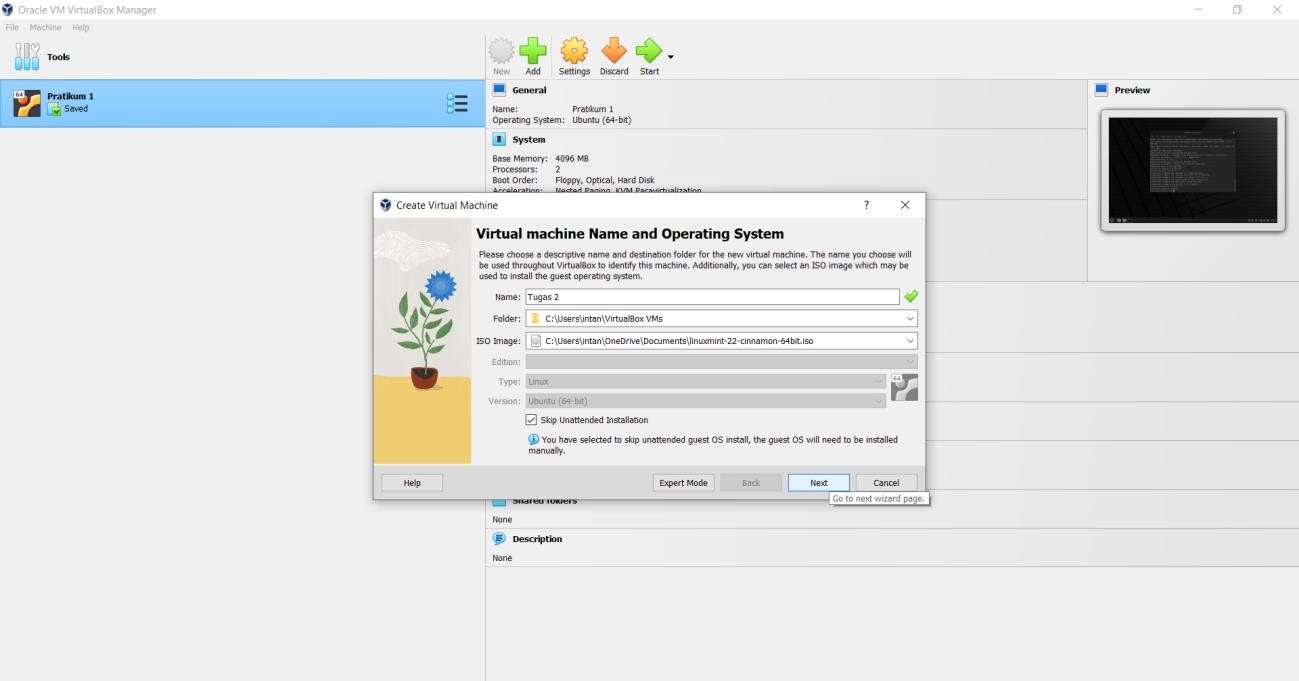 Oracle VM VirtualBox Manager
File Machine Help
Tools
New Add Settings Discard Start
64 Pratikum 1
Saved
General
Name: Pratikum 1
Operating System: Ubuntu (64-bit)
System
Base Memory: 4096 MB
Processors: 2
Boot Order: Floppy, Optical, Hard Disk
Acceleration: Nested Paging, KVM Paravirtualization
Preview
Create Virtual Machine ?
Virtual machine Name and Operating System
Please choose a descriptive name and destination folder for the new virtual machine. The name you choose will
be used throughout VirtualBox to identify this machine. Additionally, you can select an ISO image which may be
used to install the guest operating system.
Name: Tugas 2
Folder: C:\Users\intan\VirtualBox VMs
ISO Image: C:\Users\intan\OneDrive\Documents\linuxmint-22-cinnamon-64bit.iso
Edition:
Type: Linux
64
Version: Ubuntu (64-bit)
Skip Unattended Installation
You have selected to skip unattended guest OS install, the guest OS will need to be installed
manually.
Help Expert Mode Back Next Cancel
Go to next wizard page.
Shared folders
None
Description
None